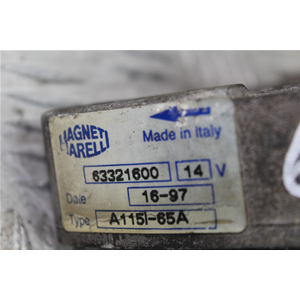 MAGNETI
MARELLI
Made in Italy
63321600 14 V
Date 16-97
Type A115I-65A